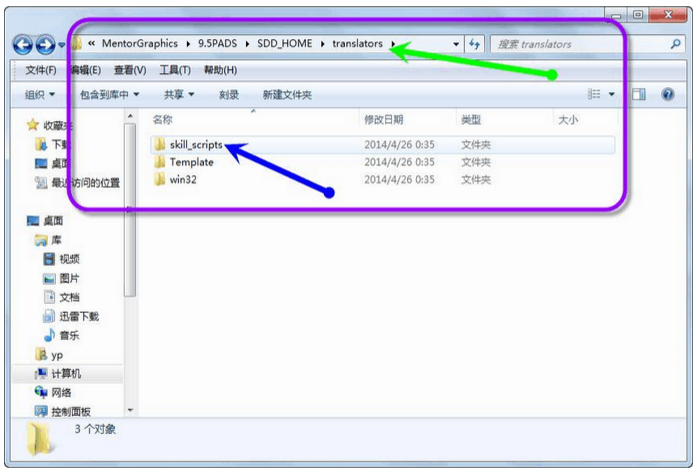 « MentorGraphics ▸ 9.5PADS ▸ SDD_HOME ▸ translators ▸
搜索 translators
文件(F) 编辑(E) 查看(V) 工具(T) 帮助(H)
组织 包含到库中 共享 刻录 新建文件夹
名称 修改日期 类型 大小
skill_scripts 2014/4/26 0:35 文件夹
Template 2014/4/26 0:35 文件夹
win32 2014/4/26 0:35 文件夹
收藏夹
下载
桌面
最近访问的位置
桌面
库
视频
图片
文档
迅雷下载
音乐
yp
计算机
网络
控制面板
3 个对象